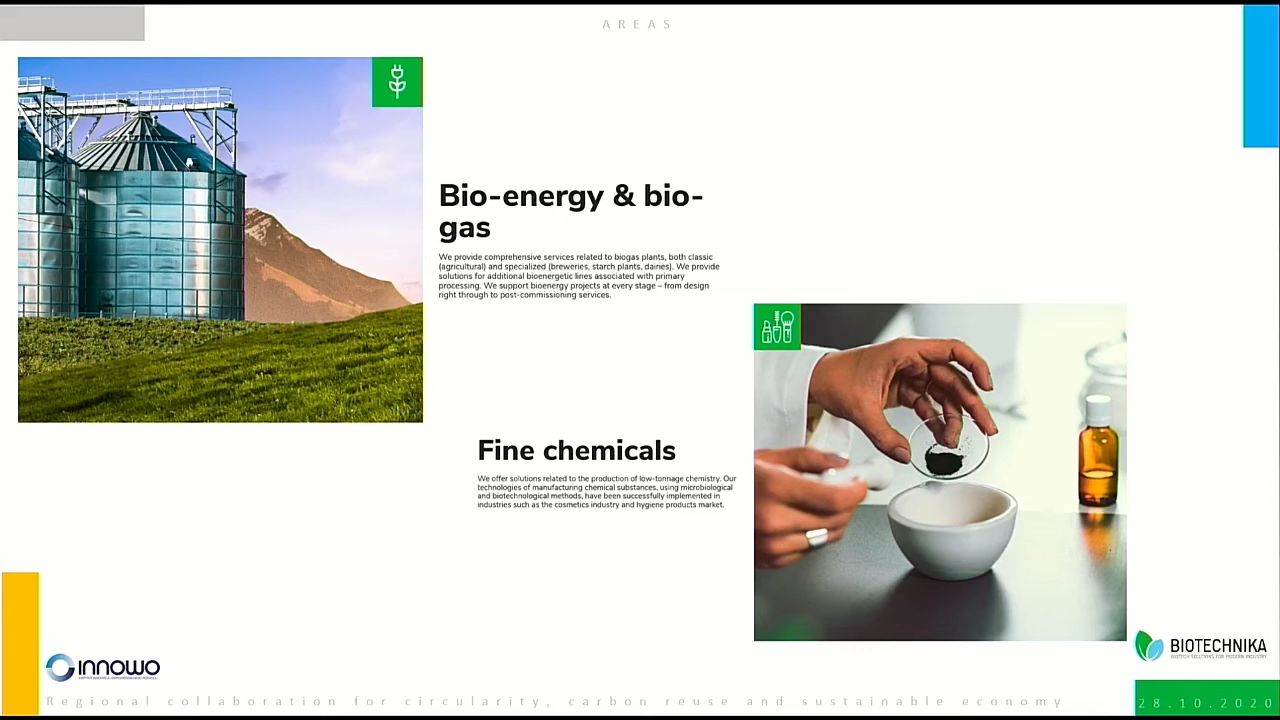 AREAS
Bio-energy & bio-
gas
We provide comprehensive services related to biogas plants, both classic
(agricultural) and specialized (breweries, starch plants, dairies). We provide
solutions for additional bioenergetic lines associated with primary
processing. We support bioenergy projects at every stage – from design
right through to post-commissioning services.
Fine chemicals
We offer solutions related to the production of low-tonnage chemistry. Our
technologies of manufacturing chemical substances, using microbiological
and biotechnological methods, have been successfully implemented in
industries such as the cosmetics industry and hygiene products market.
INNOWO
BIOTECHNIKA
BIOTECH SOLUTIONS FOR MODERN INDUSTRY
Regional collaboration for circularity, carbon reuse and sustainable economy
28.10.2020